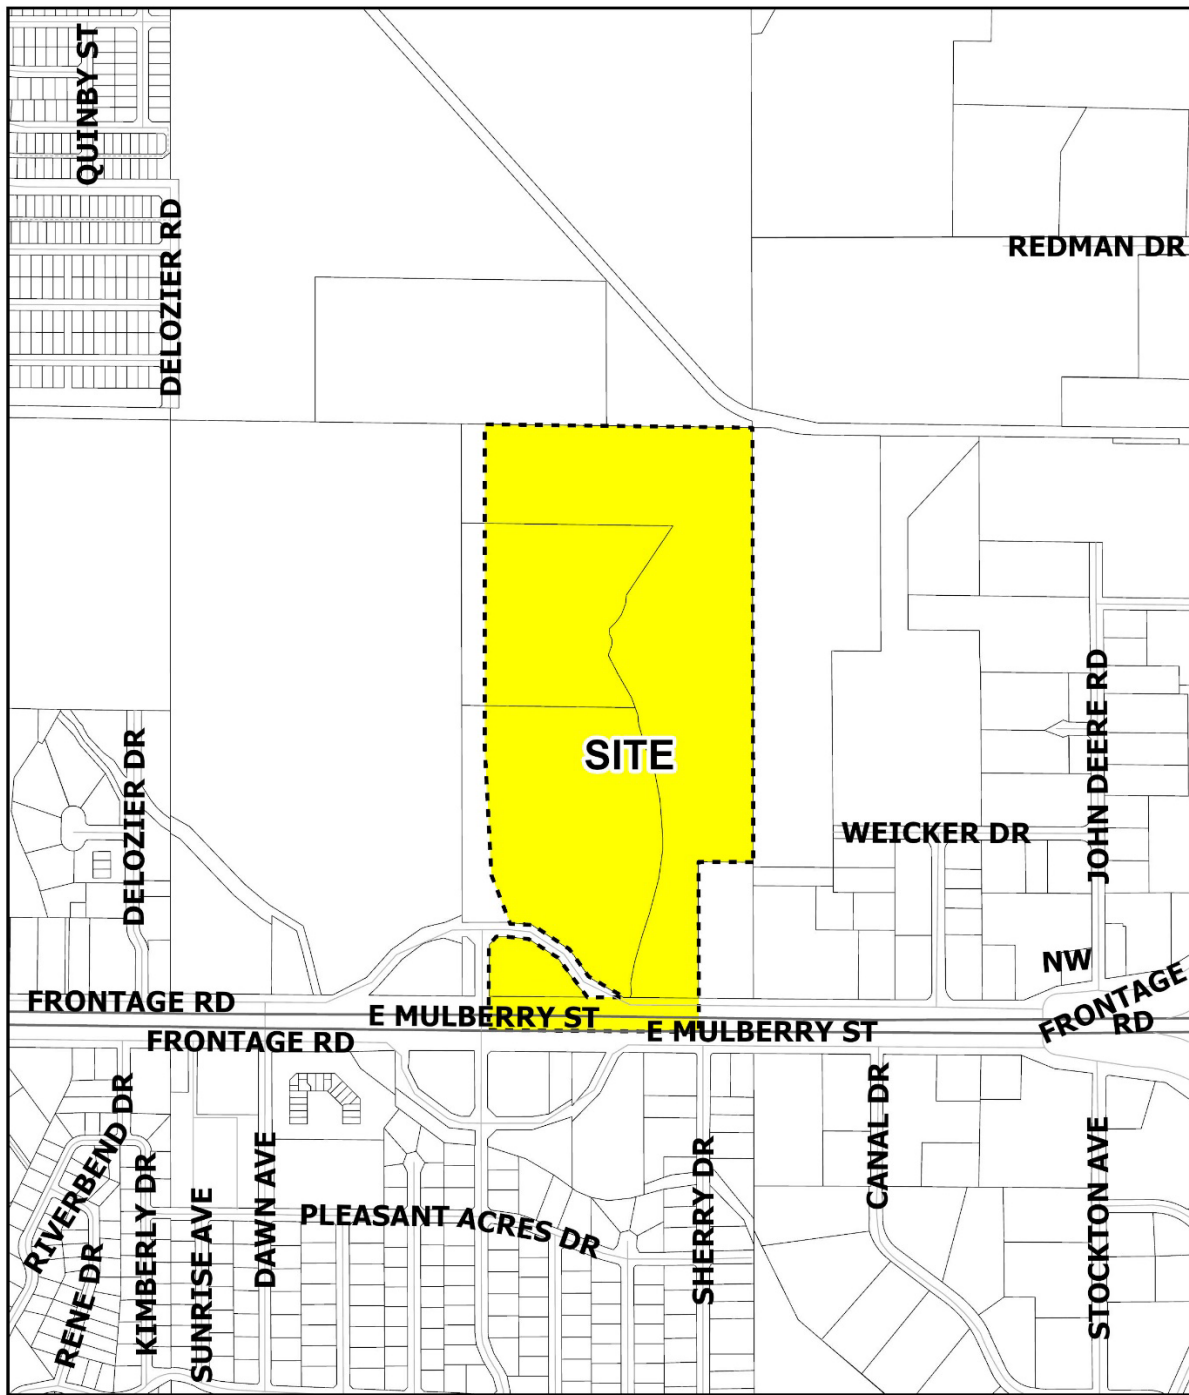 QUINBY ST
DELOZIER RD
REDMAN DR
SITE
DELOZIER DR
JOHN DEERE RD
WEICKER DR
NW
FRONTAGE RD
FRONTAGE RD
E MULBERRY ST
E MULBERRY ST
FRONTAGE
RD
RIVERBEND DR
RENE DR
KIMBERLY DR
SUNRISE AVE
DAWN AVE
PLEASANT ACRES DR
SHERRY DR
CANAL DR
STOCKTON AVE